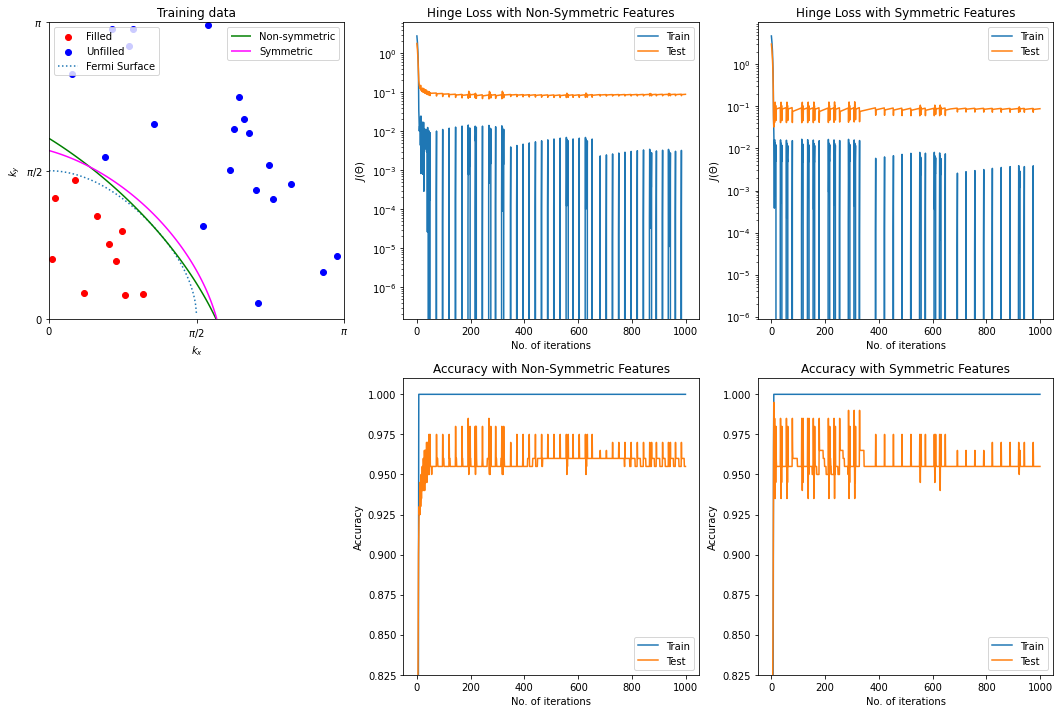 Training data
π
Filled
Unfilled
Fermi Surface
Non-symmetric
Symmetric
k_y
π/2
0
0
π/2
π
k_x
Hinge Loss with Non-Symmetric Features
Train
Test
J(Θ)
10^0
10^-1
10^-2
10^-3
10^-4
10^-5
10^-6
0 200 400 600 800 1000
No. of iterations
Hinge Loss with Symmetric Features
Train
Test
J(Θ)
10^0
10^-1
10^-2
10^-3
10^-4
10^-5
10^-6
0 200 400 600 800 1000
No. of iterations
Accuracy with Non-Symmetric Features
Accuracy
1.000
0.975
0.950
0.925
0.900
0.875
0.850
0.825
Train
Test
0 200 400 600 800 1000
No. of iterations
Accuracy with Symmetric Features
Accuracy
1.000
0.975
0.950
0.925
0.900
0.875
0.850
0.825
Train
Test
0 200 400 600 800 1000
No. of iterations